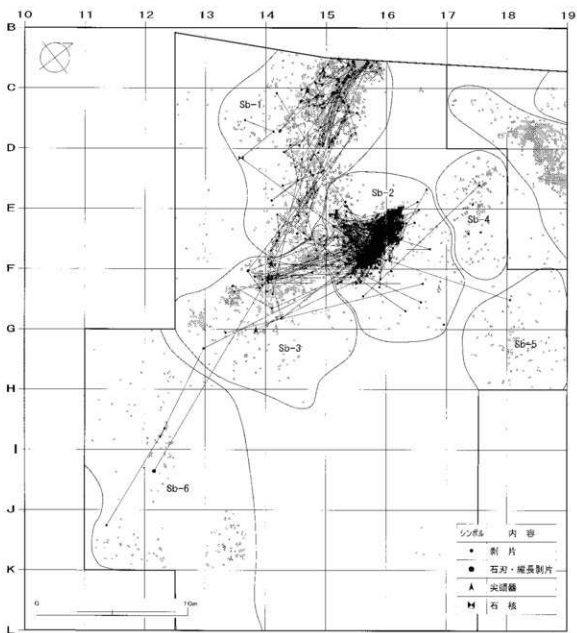 10 11 12 13 14 15 16 17 18 19
B
C
Sb-1
D
Sb-2
E
Sb-4
F
G
Sb-3
Sb-5
H
I
Sb-6
J
シンボル 内 容
剥 片
石刃・縦長剥片
尖頭器
石 核
K
0 10m
L